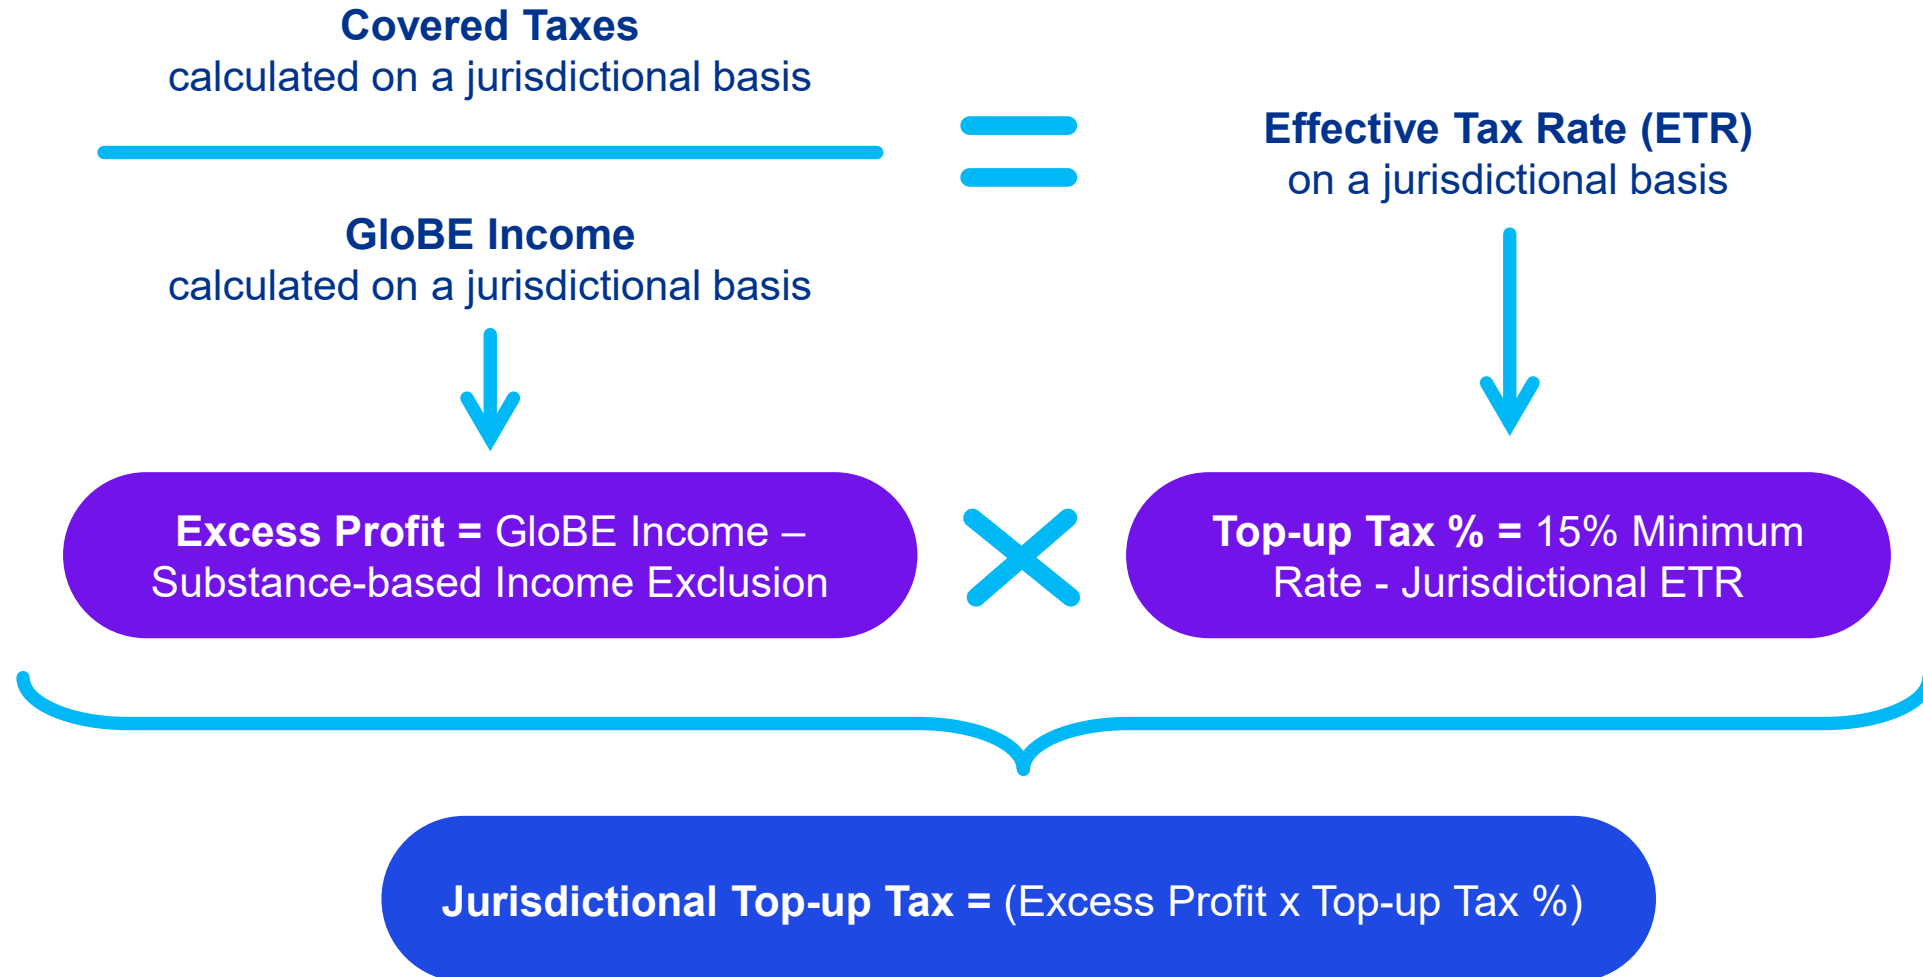 Covered Taxes
calculated on a jurisdictional basis
GloBE Income
calculated on a jurisdictional basis
Effective Tax Rate (ETR)
on a jurisdictional basis
Excess Profit = GloBE Income –
Substance-based Income Exclusion
Top-up Tax % = 15% Minimum
Rate - Jurisdictional ETR
Jurisdictional Top-up Tax = (Excess Profit x Top-up Tax %)